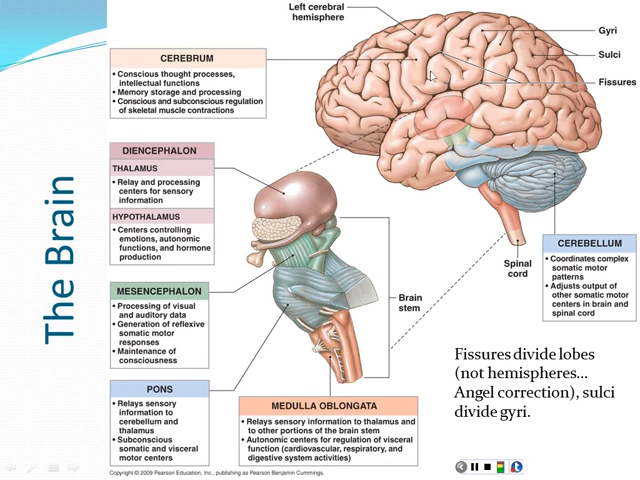 The Brain
Left cerebral
hemisphere
Gyri
Sulci
Fissures
CEREBRUM
• Conscious thought processes,
intellectual functions
• Memory storage and processing
• Conscious and subconscious regulation
of skeletal muscle contractions
DIENCEPHALON
THALAMUS
• Relay and processing
centers for sensory
information
HYPOTHALAMUS
• Centers controlling
emotions, autonomic
functions, and hormone
production
MESENCEPHALON
• Processing of visual
and auditory data
• Generation of reflexive
somatic motor
responses
• Maintenance of
consciousness
PONS
• Relays sensory
information to
cerebellum and
thalamus
• Subconscious
somatic and visceral
motor centers
Brain
stem
Spinal
cord
CEREBELLUM
• Coordinates complex
somatic motor
patterns
• Adjusts output of
other somatic motor
centers in brain and
spinal cord
MEDULLA OBLONGATA
• Relays sensory information to thalamus and
to other portions of the brain stem
• Autonomic centers for regulation of visceral
function (cardiovascular, respiratory, and
digestive system activities)
Fissures divide lobes
(not hemispheres...
Angel correction), sulci
divide gyri.
Copyright © 2009 Pearson Education, Inc., publishing as Pearson Benjamin Cummings.